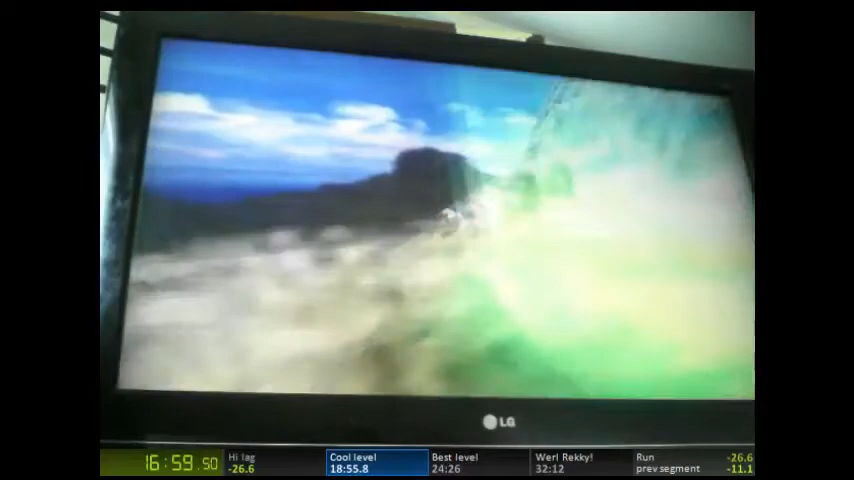 LG
16:59.50
Hi lag
-26.6
Cool level
18:55.8
Best level
24:26
Werl Rekky!
32:12
Run -26.6
prev segment -11.1